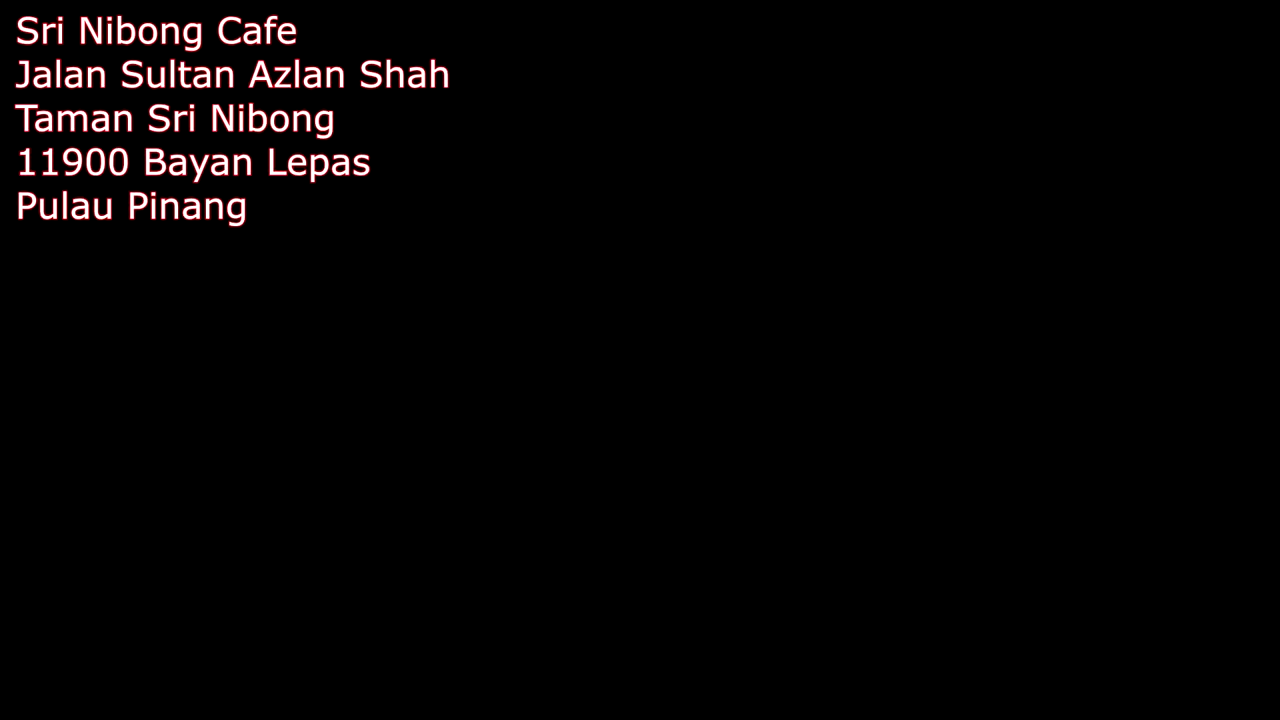 Sri Nibong Cafe
Jalan Sultan Azlan Shah
Taman Sri Nibong
11900 Bayan Lepas
Pulau Pinang